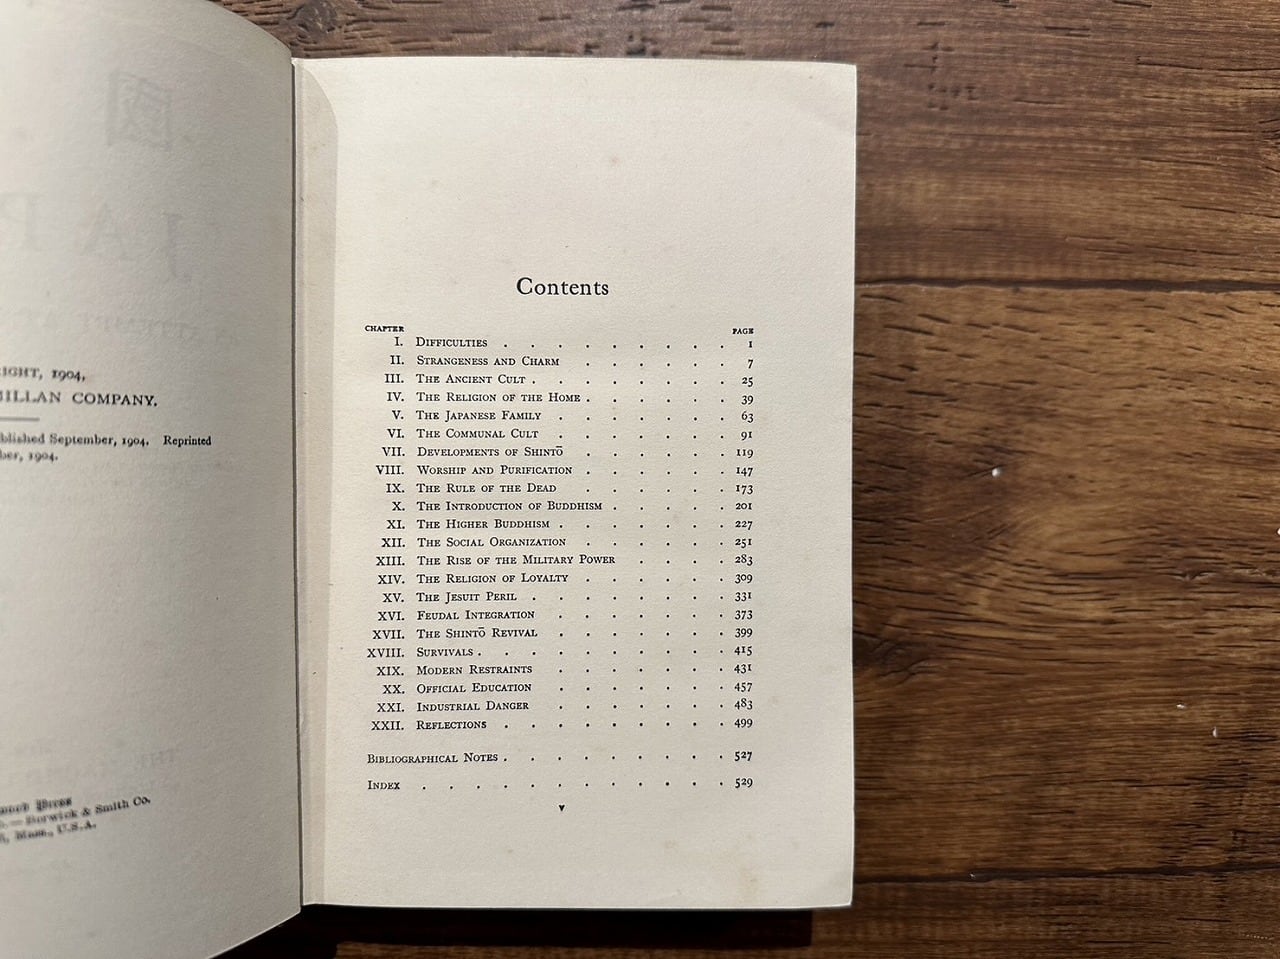 1904,
MILLAN COMPANY.
September, 1904. Reprinted
1904.
Press
Berwick & Smith Co.
Mass., U.S.A.
Contents
CHAPTER PAGE
I. DIFFICULTIES . . . . . . . . . 1
II. STRANGENESS AND CHARM . . . . . . 7
III. THE ANCIENT CULT . . . . . . . . 25
IV. THE RELIGION OF THE HOME . . . . . . 39
V. THE JAPANESE FAMILY . . . . . . . 63
VI. THE COMMUNAL CULT . . . . . . . 91
VII. DEVELOPMENTS OF SHINTŌ . . . . . . 119
VIII. WORSHIP AND PURIFICATION . . . . . . 147
IX. THE RULE OF THE DEAD . . . . . . 173
X. THE INTRODUCTION OF BUDDHISM . . . . . 201
XI. THE HIGHER BUDDHISM . . . . . . . 227
XII. THE SOCIAL ORGANIZATION . . . . . . 251
XIII. THE RISE OF THE MILITARY POWER . . . . 283
XIV. THE RELIGION OF LOYALTY . . . . . . 309
XV. THE JESUIT PERIL . . . . . . . . 331
XVI. FEUDAL INTEGRATION . . . . . . . 373
XVII. THE SHINTŌ REVIVAL . . . . . . . 399
XVIII. SURVIVALS . . . . . . . . . . 415
XIX. MODERN RESTRAINTS . . . . . . . 431
XX. OFFICIAL EDUCATION . . . . . . . 457
XXI. INDUSTRIAL DANGER . . . . . . . 483
XXII. REFLECTIONS . . . . . . . . . 499
BIBLIOGRAPHICAL NOTES . . . . . . . . . 527
INDEX . . . . . . . . . . . . 529
v